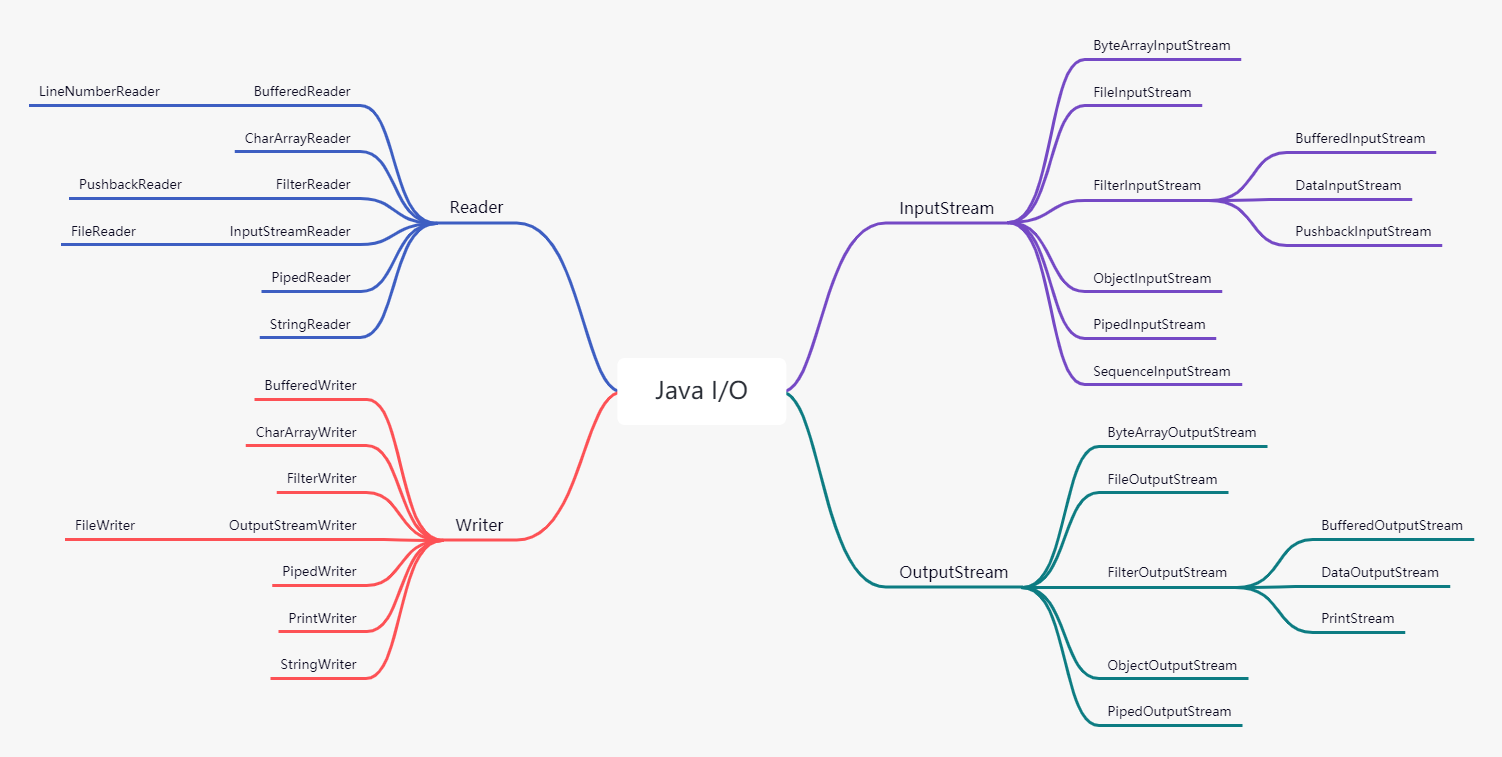 Java I/O
Reader
LineNumberReader
BufferedReader
CharArrayReader
PushbackReader
FilterReader
FileReader
InputStreamReader
PipedReader
StringReader
Writer
BufferedWriter
CharArrayWriter
FilterWriter
FileWriter
OutputStreamWriter
PipedWriter
PrintWriter
StringWriter
InputStream
ByteArrayInputStream
FileInputStream
FilterInputStream
BufferedInputStream
DataInputStream
PushbackInputStream
ObjectInputStream
PipedInputStream
SequenceInputStream
OutputStream
ByteArrayOutputStream
FileOutputStream
FilterOutputStream
BufferedOutputStream
DataOutputStream
PrintStream
ObjectOutputStream
PipedOutputStream